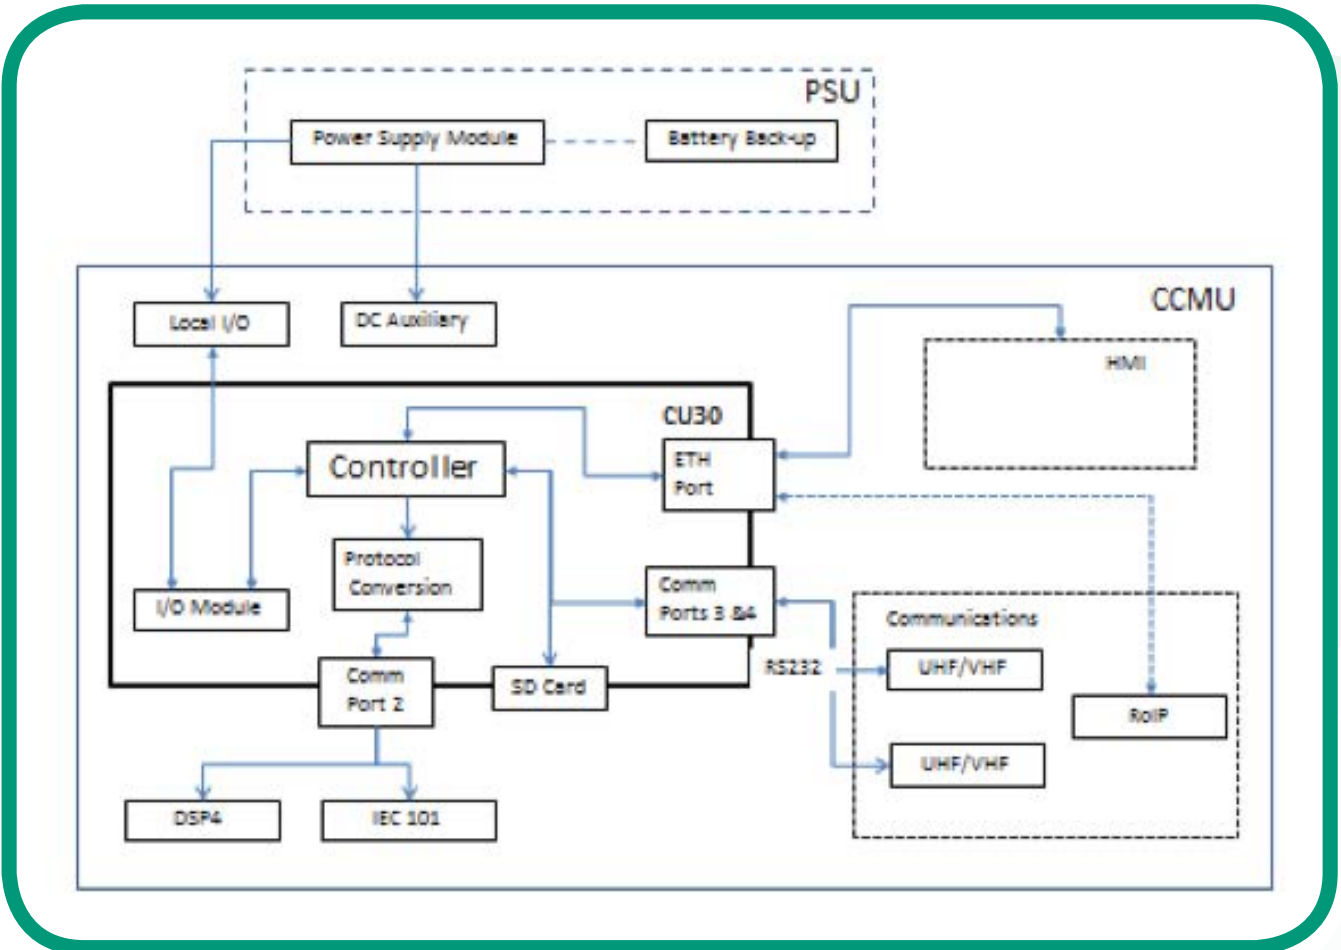 PSU
Power Supply Module
Battery Back-up
CCMU
Local I/O
DC Auxiliary
HMI
CU30
Controller
ETH
Port
Protocol
Conversion
I/O Module
Comm
Ports 3 &4
Communications
RS232
UHF/VHF
Comm
Port 2
SD Card
RoIP
UHF/VHF
DSP4
IEC 101